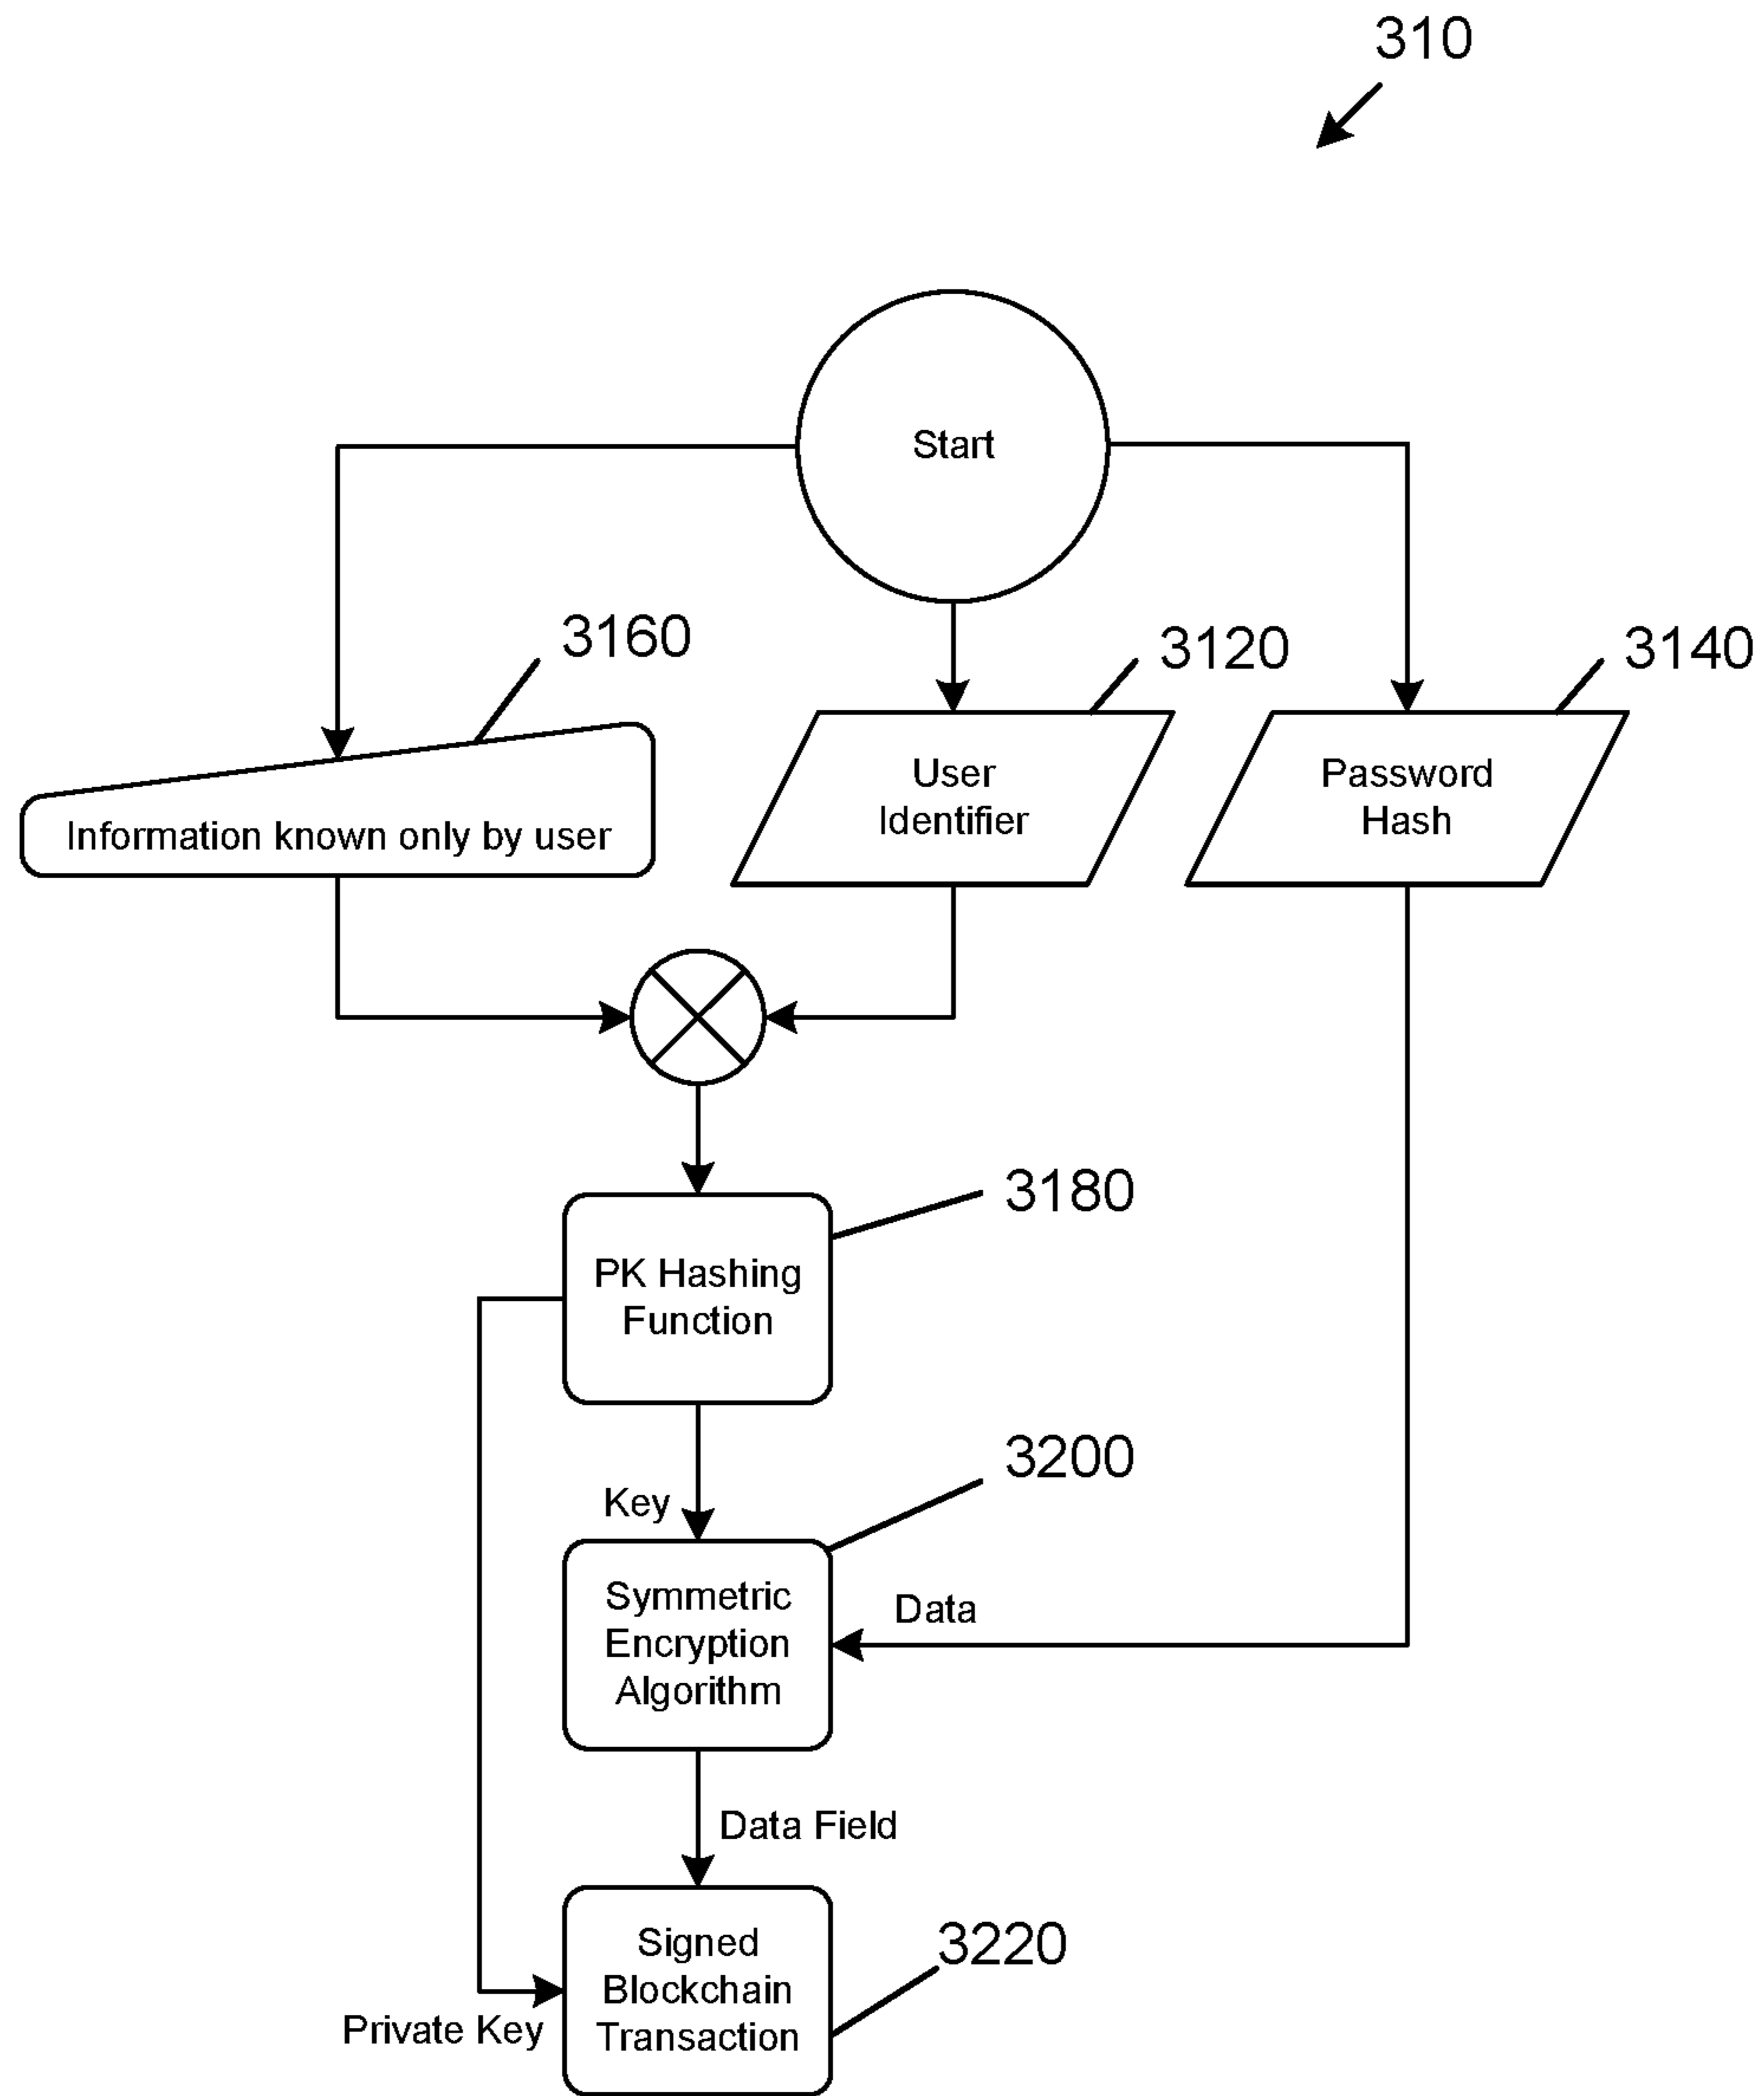 310
Start
3160
3120
3140
User
Identifier
Password
Hash
Information known only by user
3180
PK Hashing
Function
3200
Key
Symmetric
Encryption
Algorithm
Data
Data Field
Signed
Blockchain
Transaction
3220
Private Key